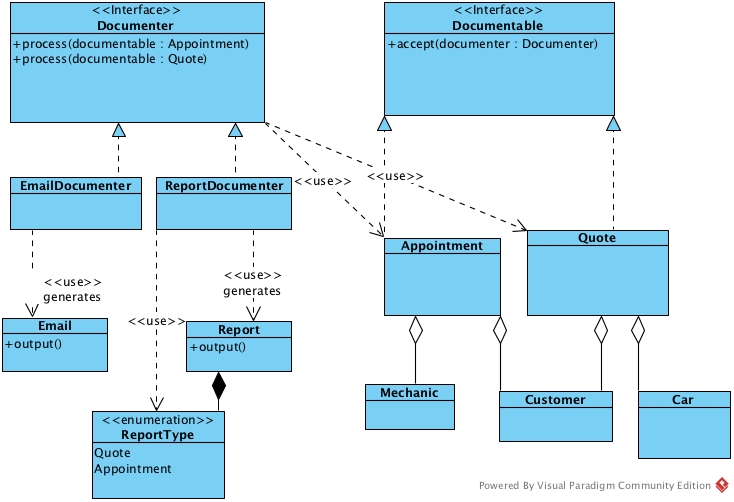 <<Interface>>
Documenter
+process(documentable : Appointment)
+process(documentable : Quote)
<<Interface>>
Documentable
+accept(documenter : Documenter)
<<use>>
<<use>>
EmailDocumenter
ReportDocumenter
Appointment
Quote
<<use>>
generates
<<use>>
generates
<<use>>
Email
+output()
Report
+output()
Mechanic
Customer
Car
<<enumeration>>
ReportType
Quote
Appointment
Powered By Visual Paradigm Community Edition